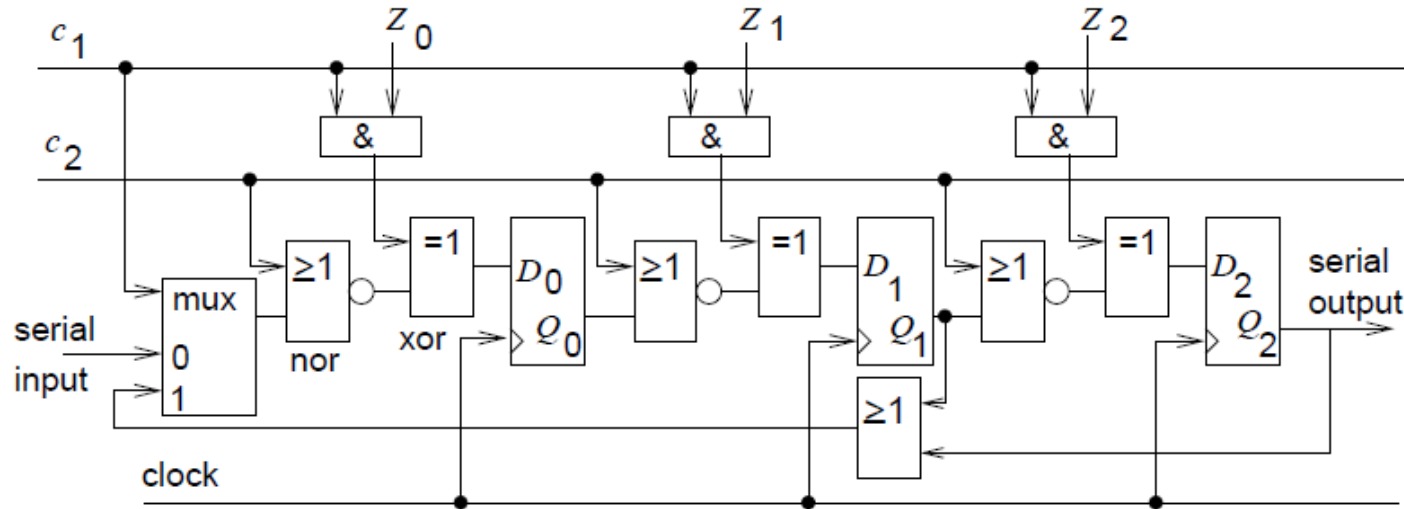 c1 Z0 Z1 Z2
& & &
c2
=1 =1 =1
≥1 ≥1 ≥1
D0 D1 D2
mux
serial output
serial input
0
Q0 Q1 Q2
nor xor
1
≥1
clock